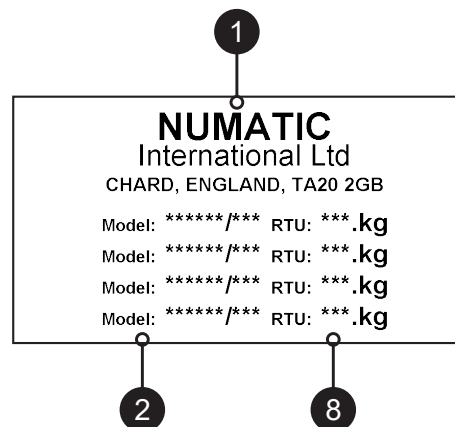 1
NUMATIC
International Ltd
CHARD, ENGLAND, TA20 2GB
Model: ******/*** RTU: ***.kg
Model: ******/*** RTU: ***.kg
Model: ******/*** RTU: ***.kg
Model: ******/*** RTU: ***.kg
2 8